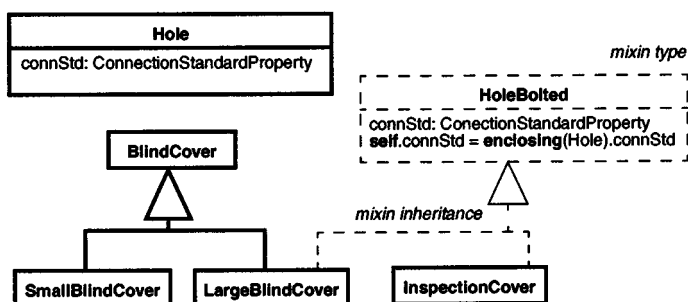 Hole
connStd: ConnectionStandardProperty
mixin type
HoleBolted
connStd: ConectionStandardProperty
self.connStd = enclosing(Hole).connStd
BlindCover
mixin inheritance
SmallBlindCover
LargeBlindCover
InspectionCover